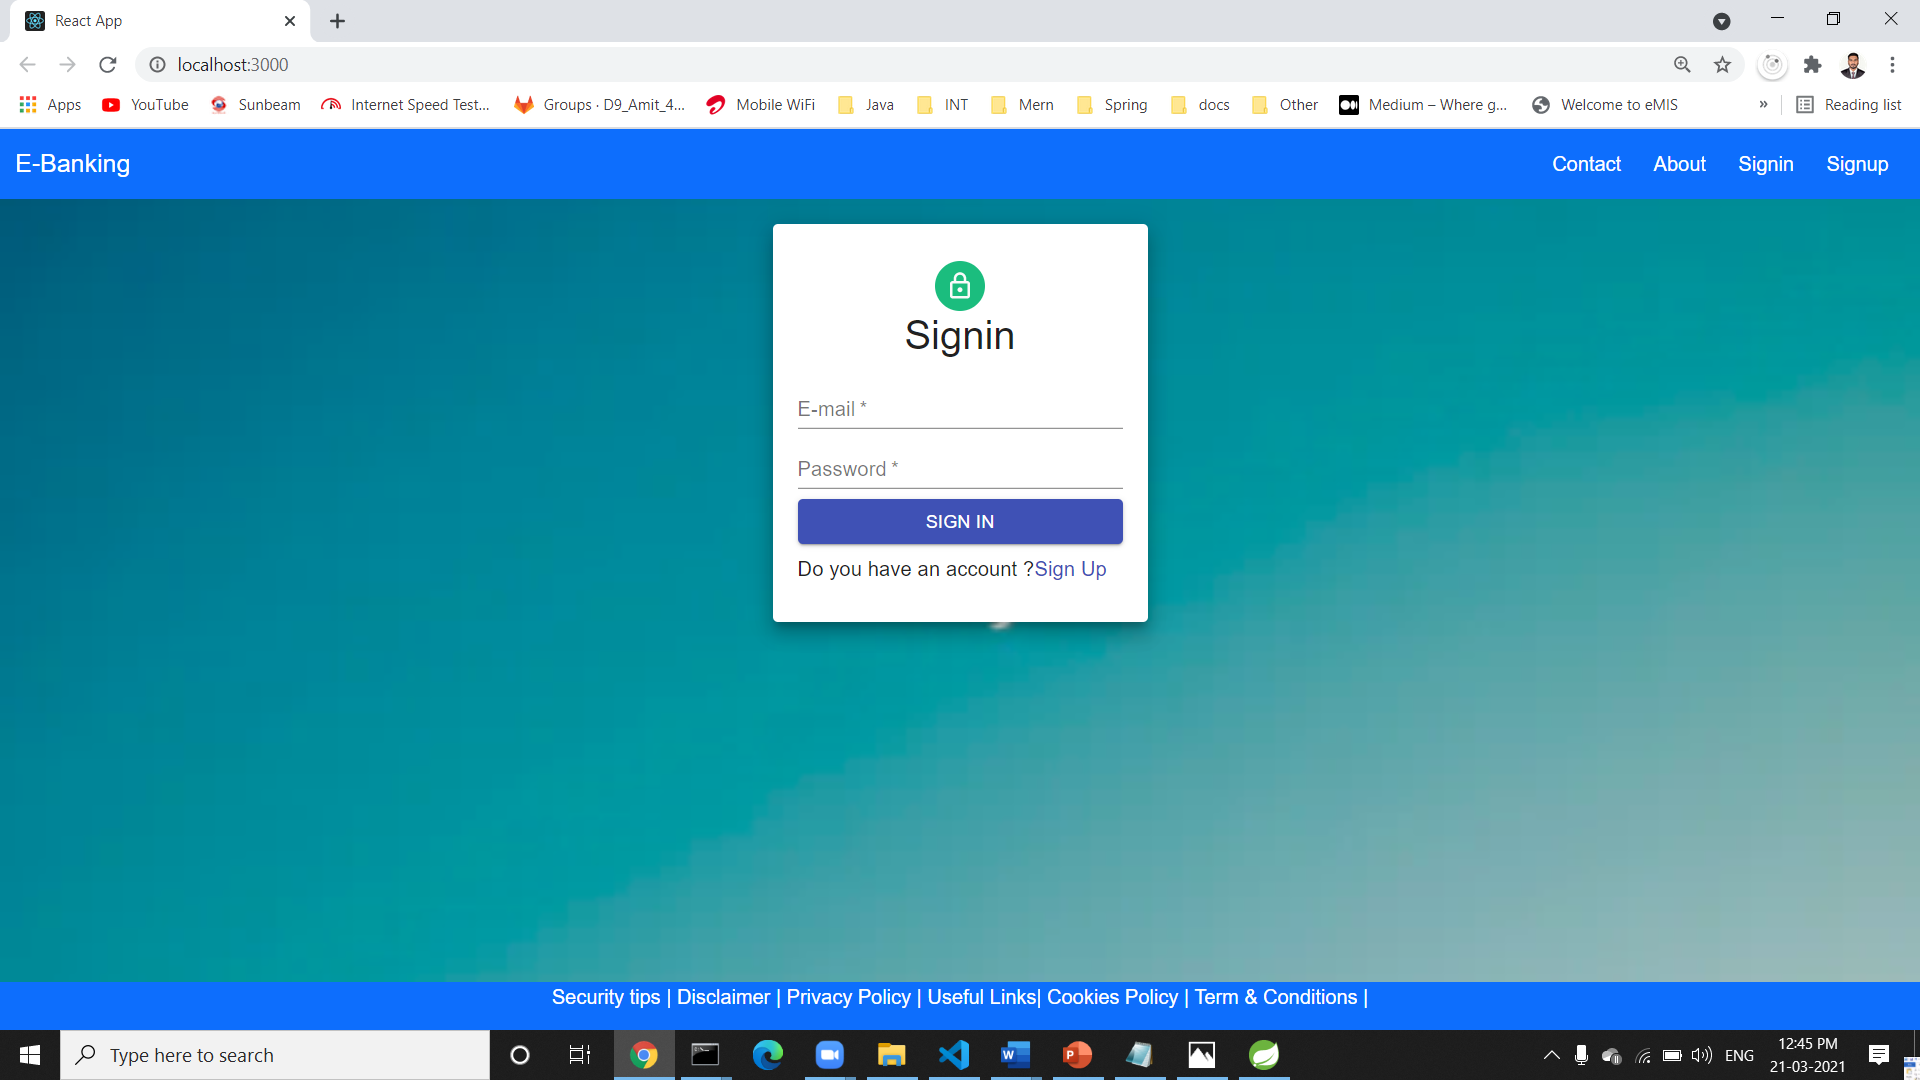 React App
localhost:3000
Apps YouTube Sunbeam Internet Speed Test... Groups · D9_Amit_4... Mobile WiFi Java INT Mern Spring docs Other Medium – Where g... Welcome to eMIS » Reading list
E-Banking Contact About Signin Signup
Signin
E-mail *
Password *
SIGN IN
Do you have an account ?Sign Up
Security tips | Disclaimer | Privacy Policy | Useful Links| Cookies Policy | Term & Conditions |
Type here to search
ENG
12:45 PM
21-03-2021